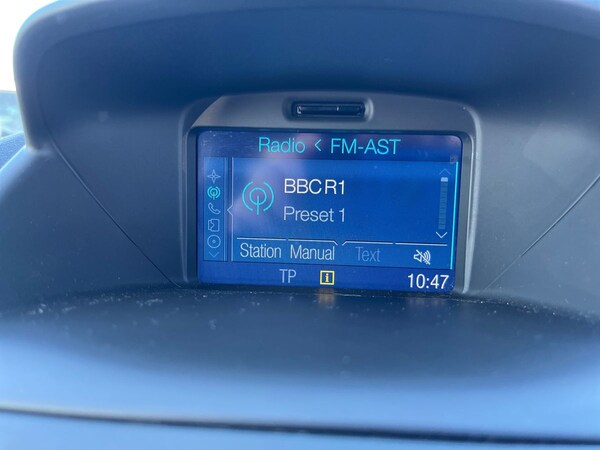 Radio < FM-AST
BBC R1
Preset 1
Station Manual Text
TP i 10:47